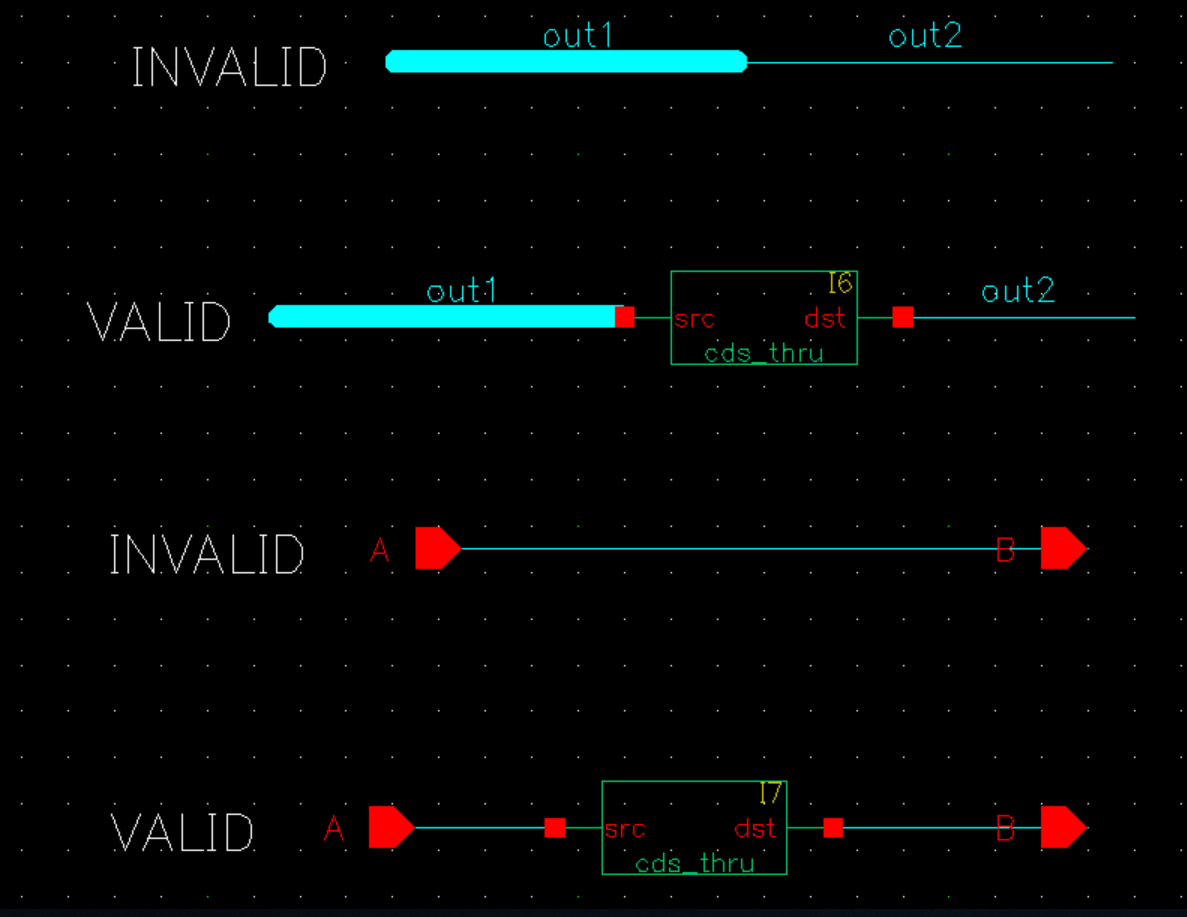 out1 out2
INVALID
I6
out1 out2
VALID src dst
cds_thru
INVALID A B
I7
VALID A src dst B
cds_thru